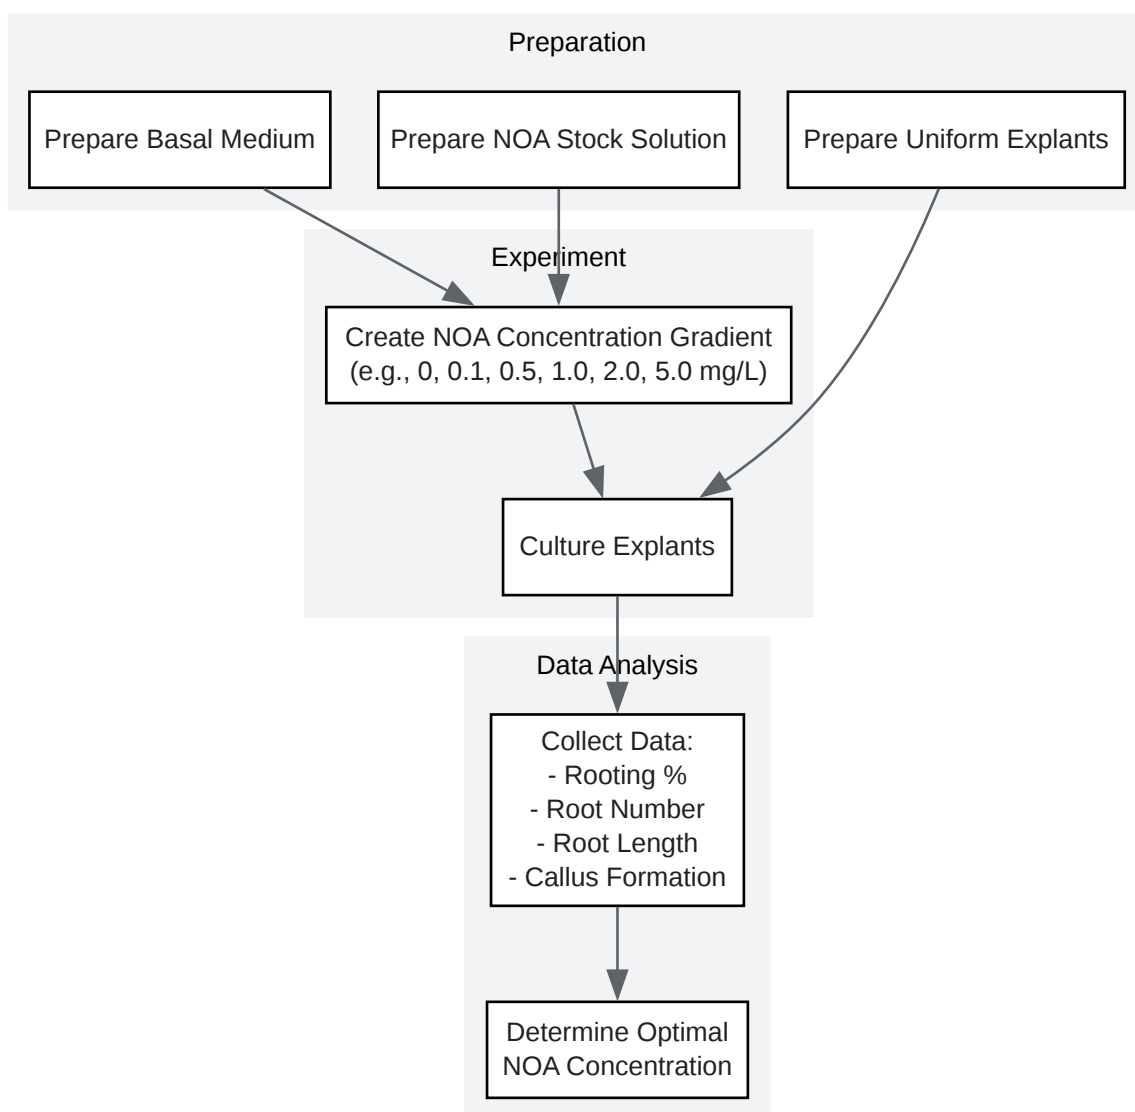 Preparation
Prepare Basal Medium
Prepare NOA Stock Solution
Prepare Uniform Explants
Experiment
Create NOA Concentration Gradient
(e.g., 0, 0.1, 0.5, 1.0, 2.0, 5.0 mg/L)
Culture Explants
Data Analysis
Collect Data:
- Rooting %
- Root Number
- Root Length
- Callus Formation
Determine Optimal
NOA Concentration